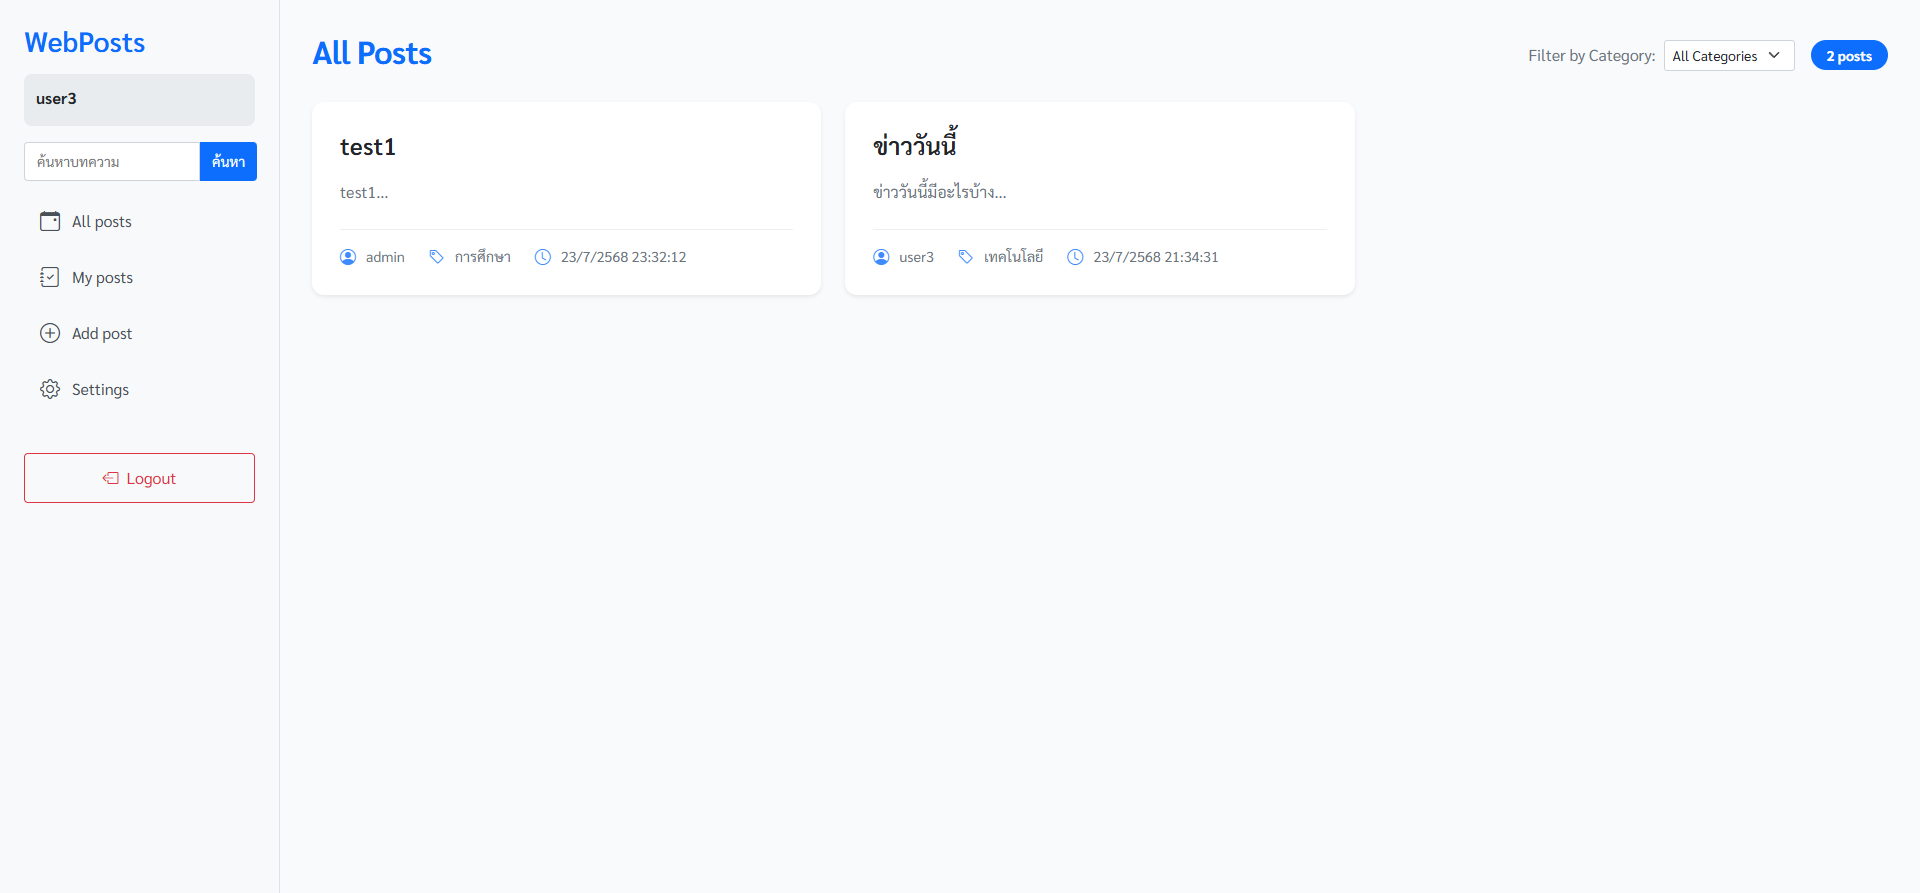 WebPosts
user3
ค้นหาบทความ
ค้นหา
All posts
My posts
Add post
Settings
Logout
All Posts
Filter by Category:
All Categories
2 posts
test1
test1...
admin
การศึกษา
23/7/2568 23:32:12
ข่าววันนี้
ข่าววันนี้มีอะไรบ้าง...
user3
เทคโนโลยี
23/7/2568 21:34:31